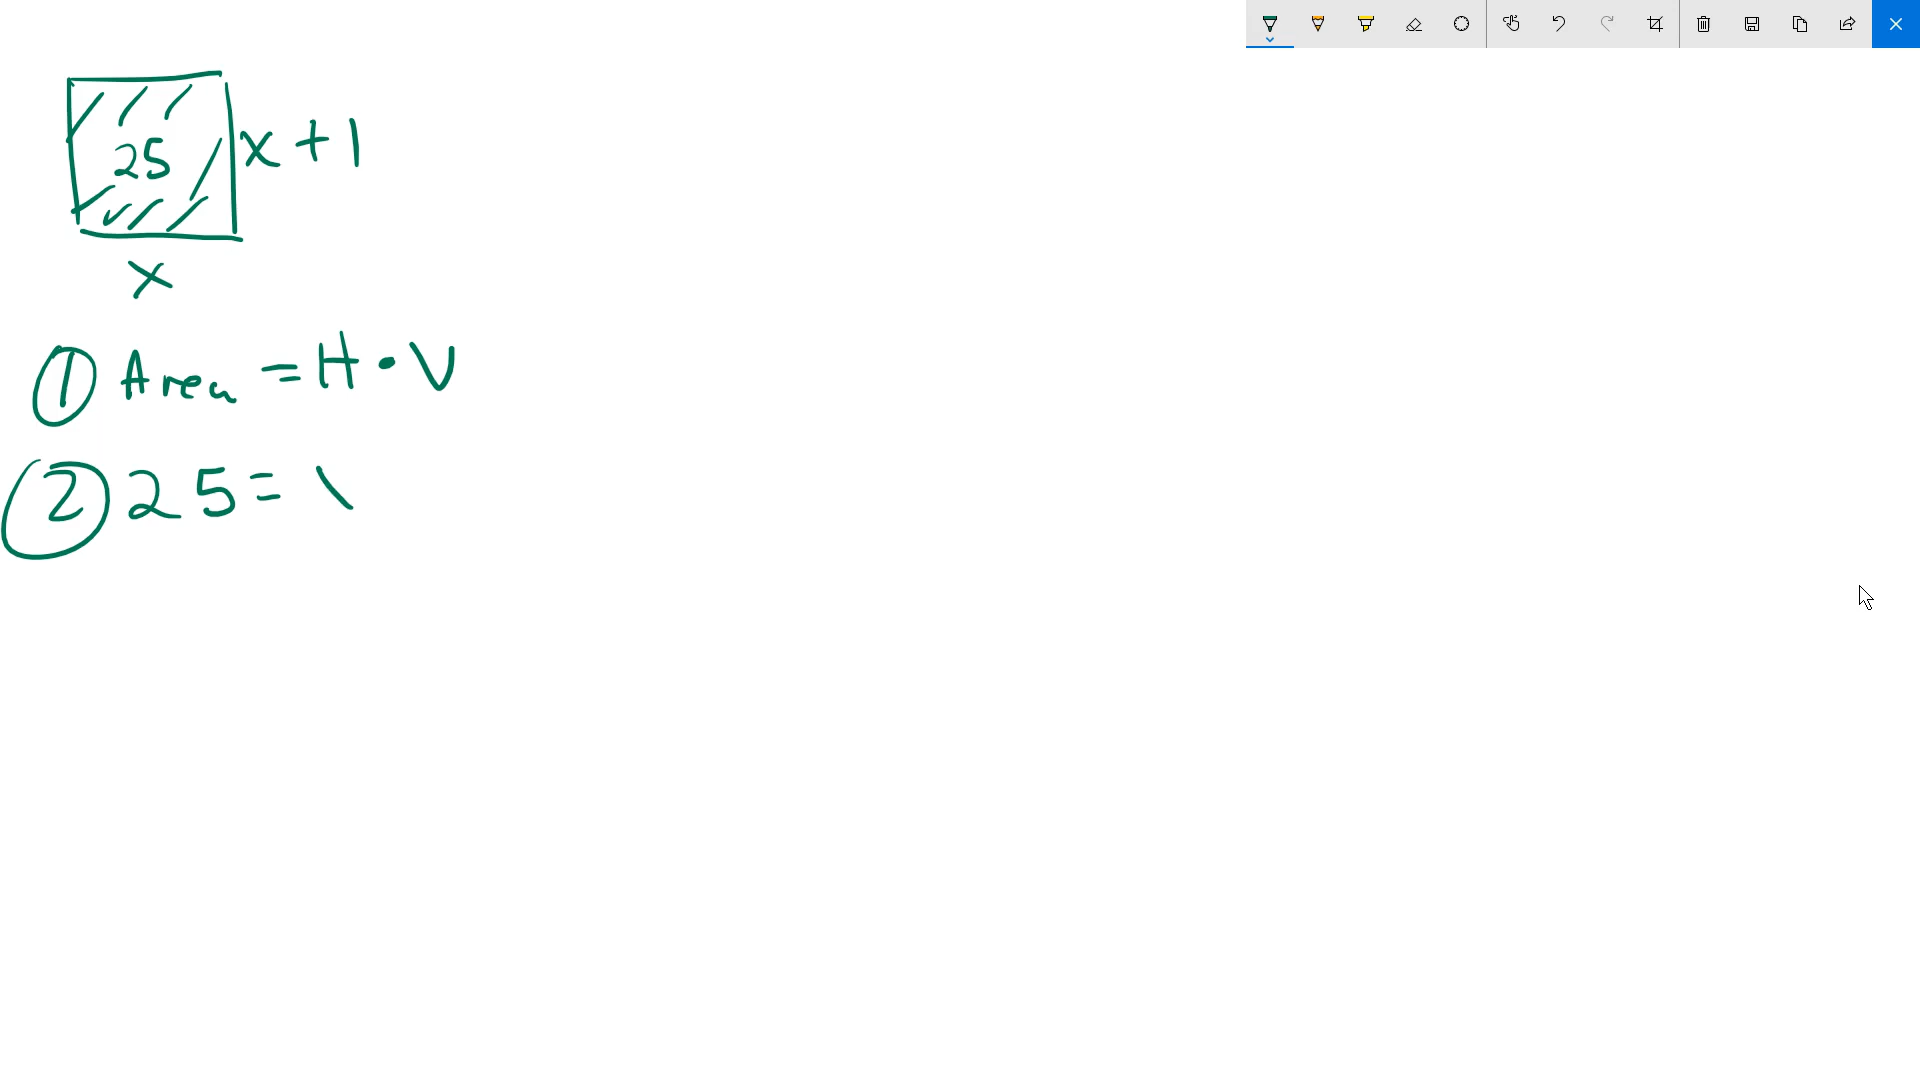 25
x + 1
x
① Area = H • V
② 25 = \